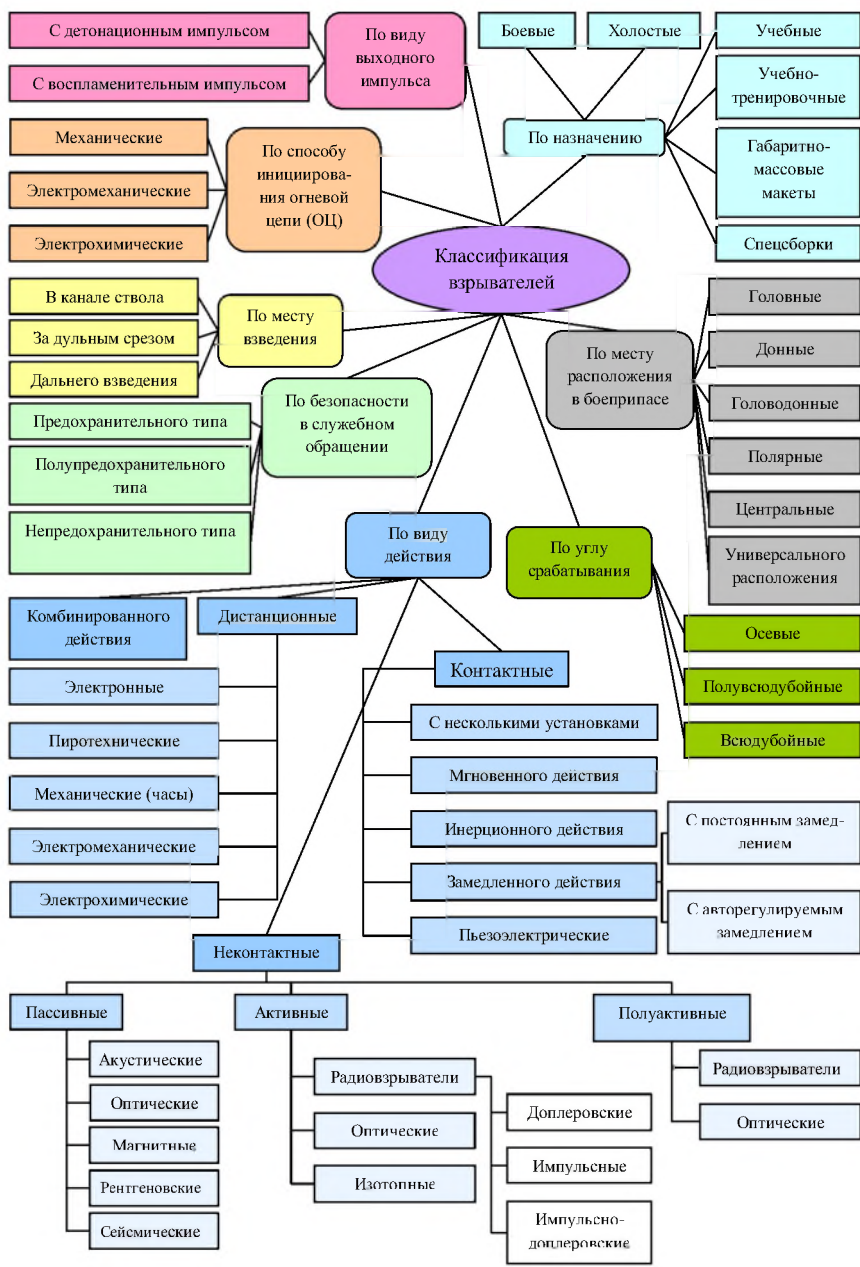 С детонационным импульсом
С воспламенительным импульсом
По виду
выходного
импульса
Боевые
Холостые
Учебные
Учебно-
тренировочные
Габаритно-
массовые
макеты
Спецсборки
По назначению
Механические
Электромеханические
Электрохимические
По способу
инициирова-
ния огневой
цепи (ОЦ)
Классификация
взрывателей
В канале ствола
За дульным срезом
Дальнего взведения
По месту
взведения
По месту
расположения
в боеприпасе
Головные
Донные
Головодонные
Полярные
Центральные
Универсального
расположения
Предохранительного типа
Полупредохранительного
типа
Непредохранительного типа
По безопасности
в служебном
обращении
По виду
действия
По углу
срабатывания
Осевые
Полувсюдубойные
Всюдубойные
Комбинированного
действия
Дистанционные
Электронные
Пиротехнические
Механические (часы)
Электромеханические
Электрохимические
Контактные
С несколькими установками
Мгновенного действия
Инерционного действия
Замедленного действия
Пьезоэлектрические
С постоянным замед-
лением
С авторегулируемым
замедлением
Неконтактные
Пассивные
Активные
Полуактивные
Акустические
Оптические
Магнитные
Рентгеновские
Сейсмические
Радиовзрыватели
Оптические
Изотопные
Доплеровские
Импульсные
Импульсно-
доплеровские
Радиовзрыватели
Оптические